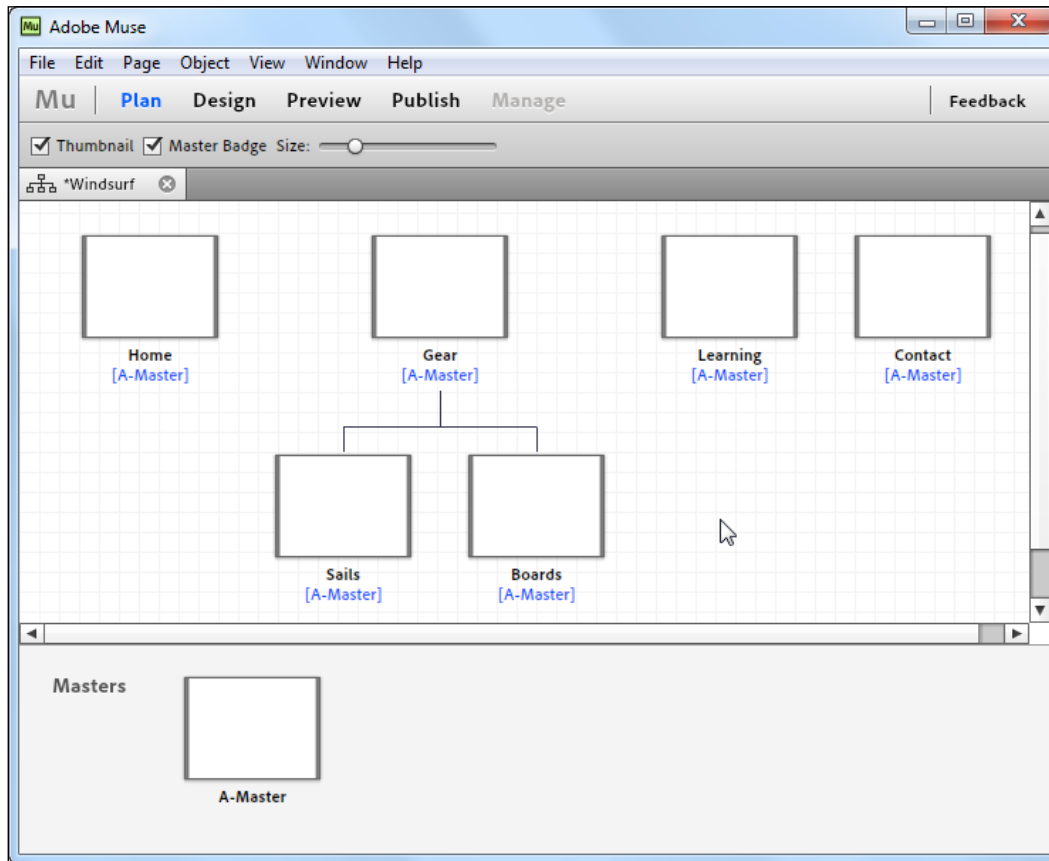 Mu Adobe Muse
File Edit Page Object View Window Help
Mu Plan Design Preview Publish Manage Feedback
Thumbnail Master Badge Size:
*Windsurf
Home Gear Learning Contact
[A-Master] [A-Master] [A-Master] [A-Master]
Sails Boards
[A-Master] [A-Master]
Masters
A-Master